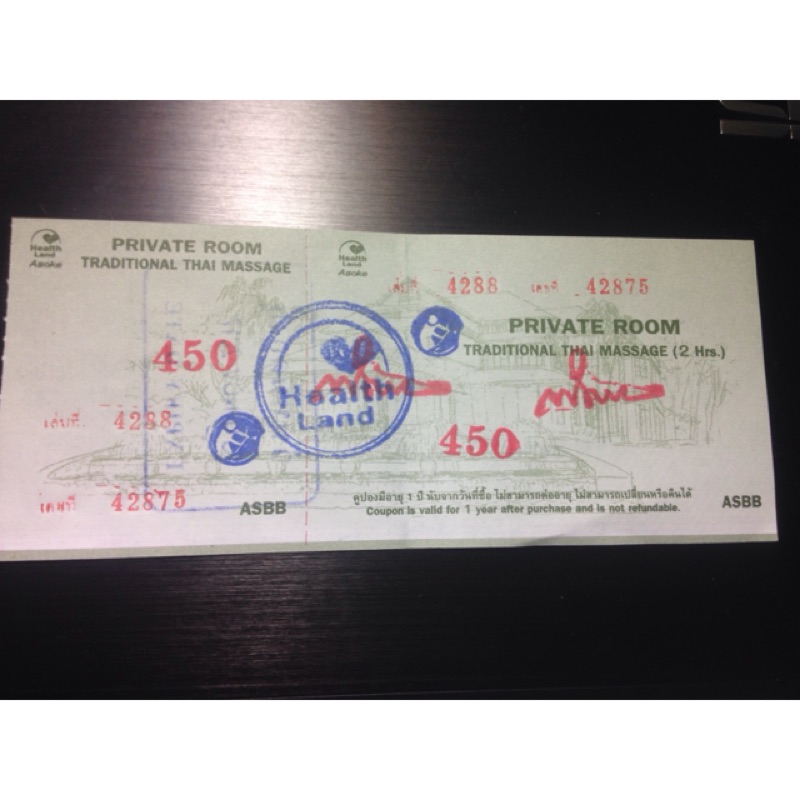 Health
Land
Asoke
PRIVATE ROOM
TRADITIONAL THAI MASSAGE
450
เล่มที่ 4288
เลขที่ 42875
ASBB
Health
Land
Asoke
เล่มที่ 4288 เลขที่ 42875
PRIVATE ROOM
TRADITIONAL THAI MASSAGE (2 Hrs.)
Health
Land
450
คูปองมีอายุ 1 ปี นับจากวันที่ซื้อ ไม่สามารถต่ออายุ ไม่สามารถเปลี่ยนหรือคืนได้
Coupon is valid for 1 year after purchase and is not refundable.
ASBB